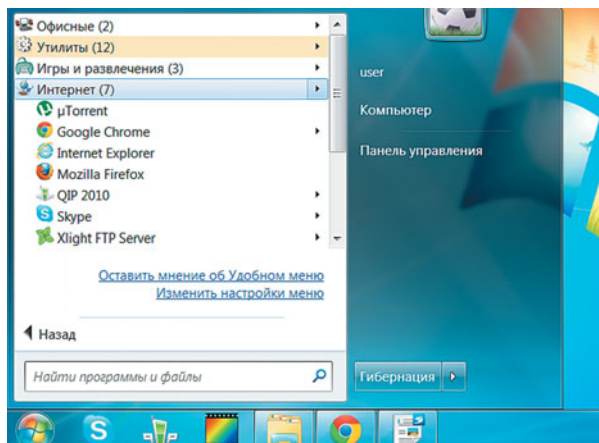 Офисные (2)
Утилиты (12)
Игры и развлечения (3)
Интернет (7)
µTorrent
Google Chrome
Internet Explorer
Mozilla Firefox
QIP 2010
Skype
Xlight FTP Server
Оставить мнение об Удобном меню
Изменить настройки меню
Назад
Найти программы и файлы
user
Компьютер
Панель управления
Гибернация